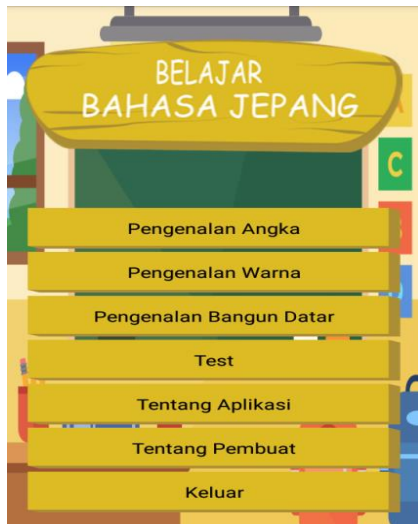 BELAJAR
BAHASA JEPANG
C
Pengenalan Angka
Pengenalan Warna
Pengenalan Bangun Datar
Test
Tentang Aplikasi
Tentang Pembuat
Keluar